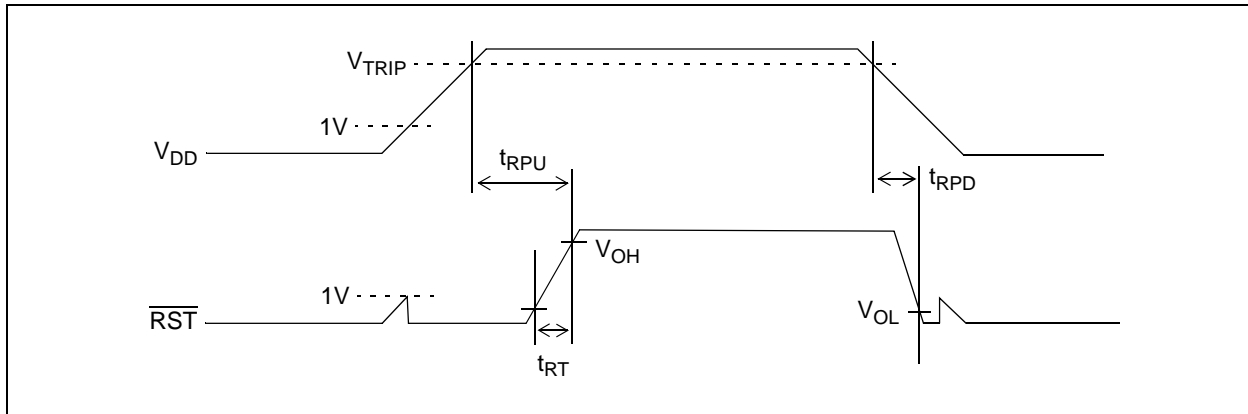 VTRIP
1V
VDD
tRPU
tRPD
VOH
1V
RST
VOL
tRT